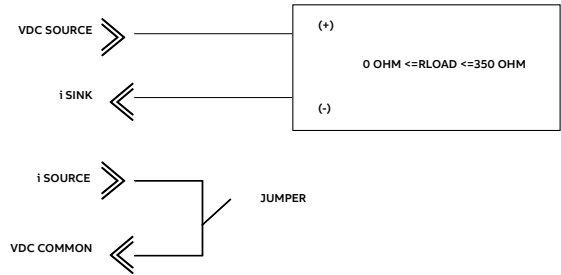 VDC SOURCE
(+)
0 OHM <=RLOAD <=350 OHM
i SINK
(-)
i SOURCE
JUMPER
VDC COMMON